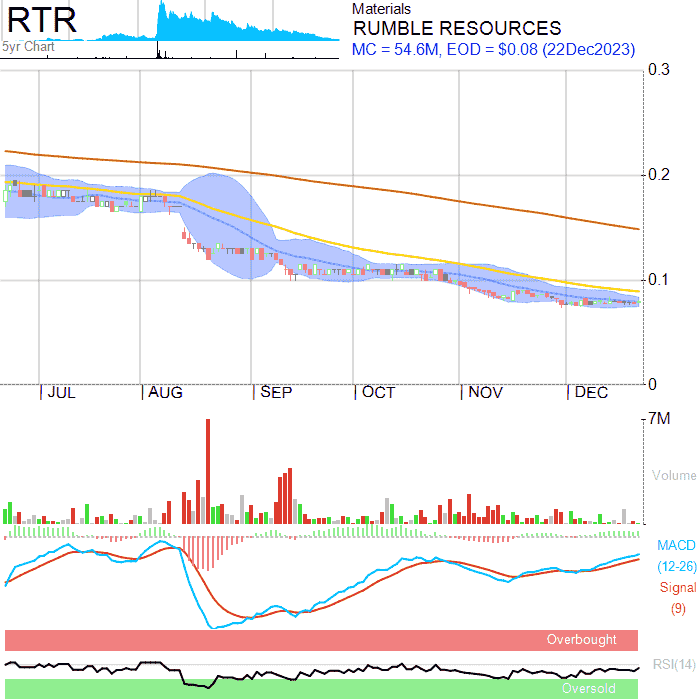 RTR
5yr Chart
Materials
RUMBLE RESOURCES
MC = 54.6M, EOD = $0.08 (22Dec2023)
0.3
0.2
0.1
0
JUL
AUG
SEP
OCT
NOV
DEC
7M
Volume
MACD
(12-26)
Signal
(9)
Overbought
RSI(14)
Oversold